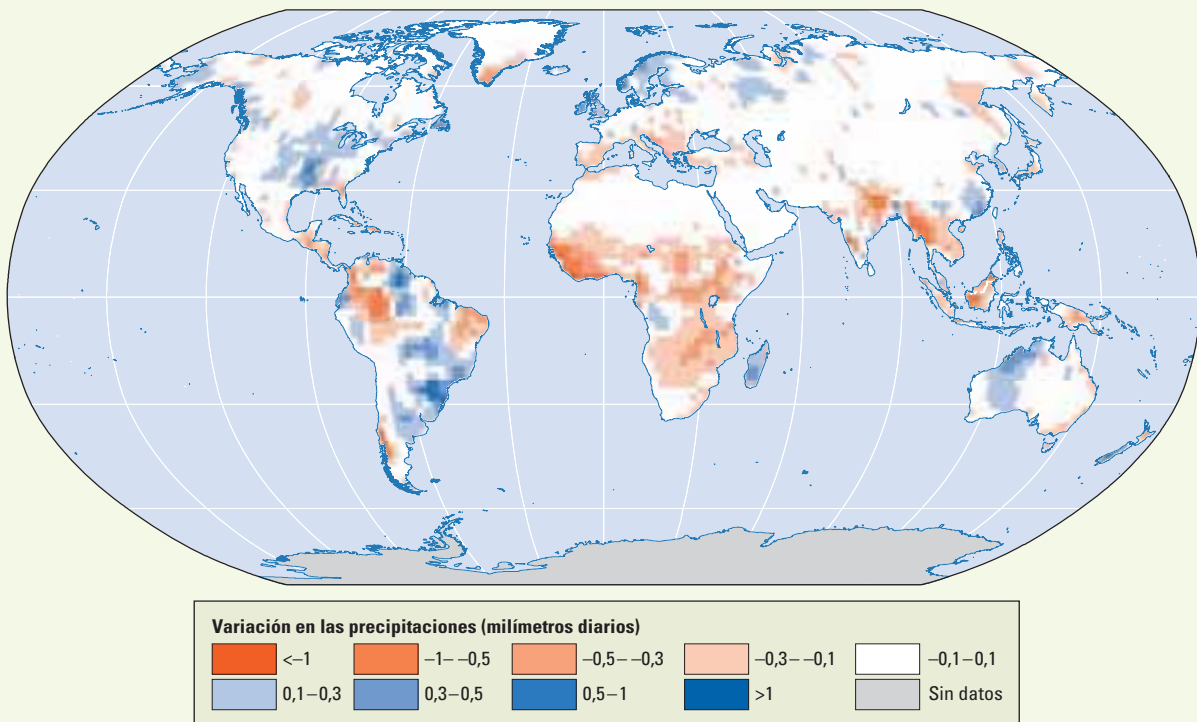 Variación en las precipitaciones (milímetros diarios)
<–1 –1– –0,5 –0,5– –0,3 –0,3– –0,1 –0,1–0,1
0,1–0,3 0,3–0,5 0,5–1 >1 Sin datos